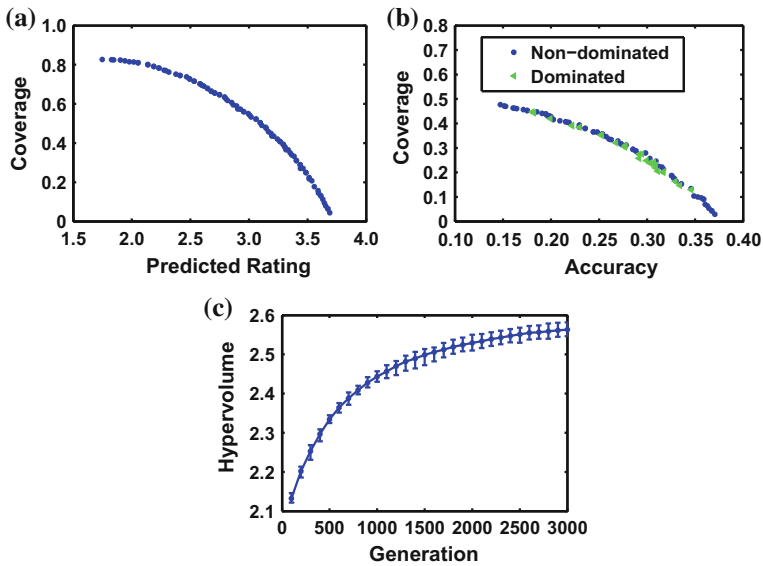 (a)
1.0
0.8
0.6
0.4
0.2
0
Coverage
1.5 2.0 2.5 3.0 3.5 4.0
Predicted Rating
(b)
0.8
0.7
0.6
0.5
0.4
0.3
0.2
0.1
0
Coverage
Non-dominated
Dominated
0.10 0.15 0.20 0.25 0.30 0.35 0.40
Accuracy
(c)
2.6
2.5
2.4
2.3
2.2
2.1
Hypervolume
0 500 1000 1500 2000 2500 3000
Generation